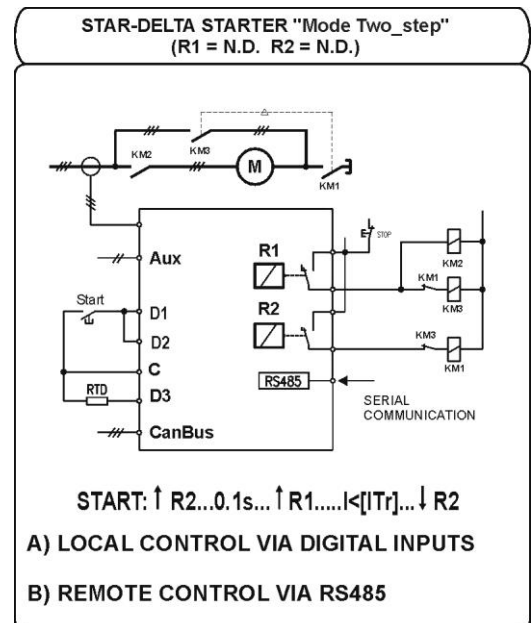 STAR-DELTA STARTER "Mode Two_step"
(R1 = N.D. R2 = N.D.)
KM2
KM3
M
KM1
Aux
R1
STOP
KM2
Start
D1
R2
KM1
KM3
D2
C
KM3
KM1
RTD
D3
RS485
SERIAL
COMMUNICATION
CanBus
START: ↑ R2...0.1s... ↑ R1.....I<[ITr]... ↓ R2
A) LOCAL CONTROL VIA DIGITAL INPUTS
B) REMOTE CONTROL VIA RS485